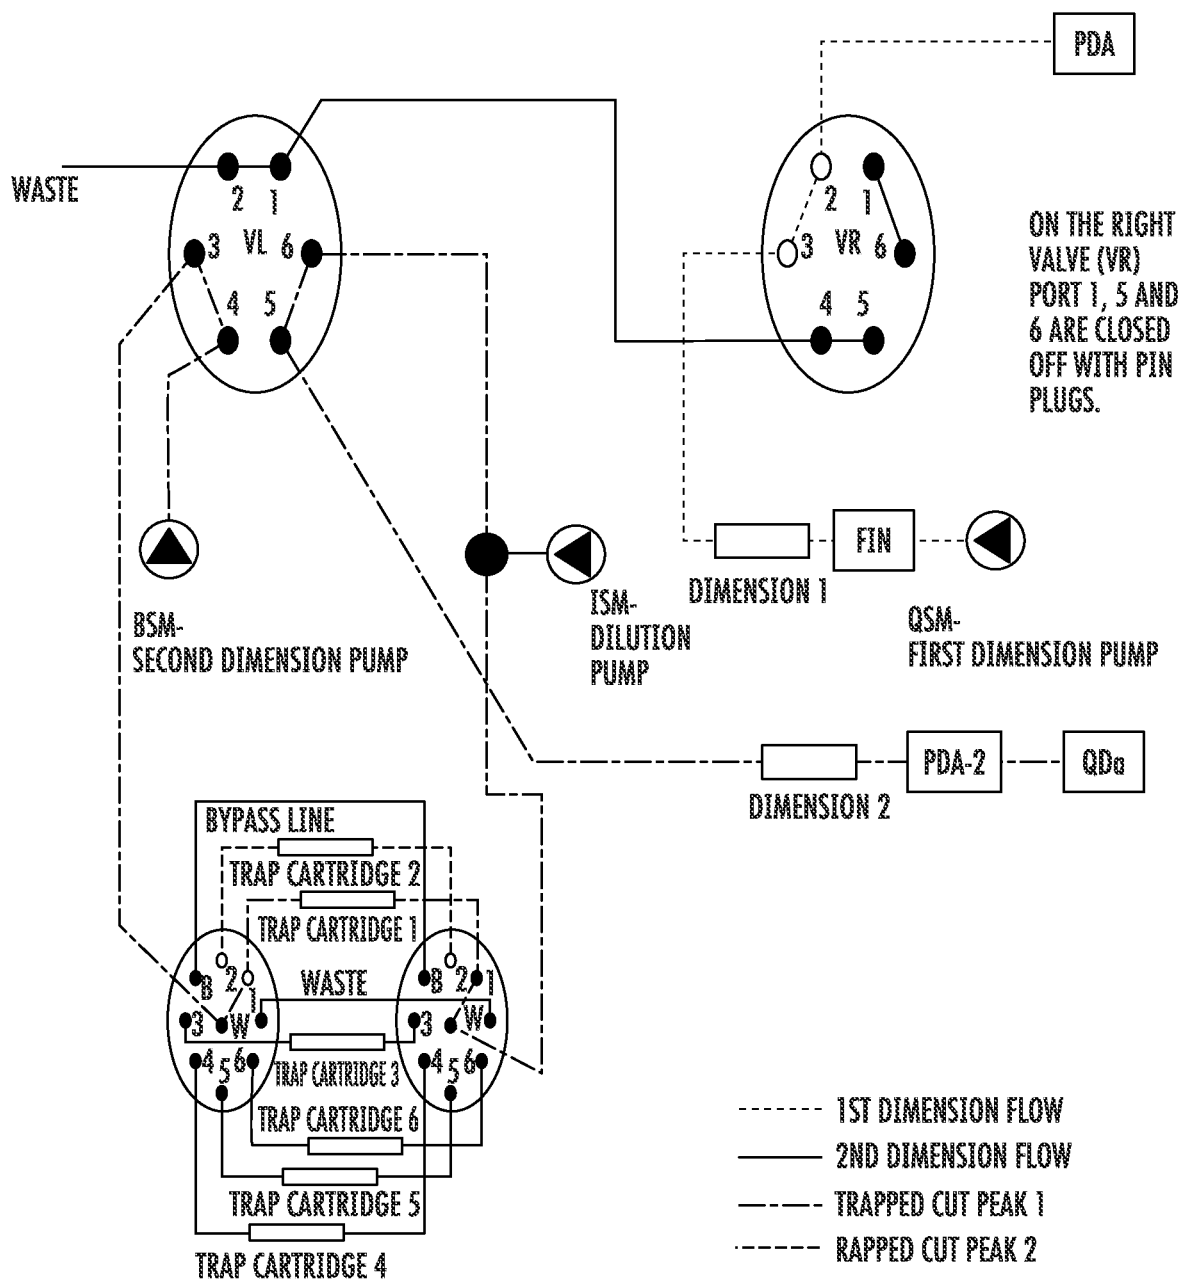 PDA
WASTE
2
1
3
VL
6
4
5
2
1
3
VR
6
4
5
ON THE RIGHT
VALVE (VR)
PORT 1, 5 AND
6 ARE CLOSED
OFF WITH PIN
PLUGS.
FIN
DIMENSION 1
BSM-
SECOND DIMENSION PUMP
ISM-
DILUTION
PUMP
QSM-
FIRST DIMENSION PUMP
PDA-2
QDa
DIMENSION 2
BYPASS LINE
TRAP CARTRIDGE 2
TRAP CARTRIDGE 1
B
2
1
WASTE
B
2
1
3
W
3
W
4
5
6
TRAP CARTRIDGE 3
4
5
6
TRAP CARTRIDGE 6
TRAP CARTRIDGE 5
TRAP CARTRIDGE 4
1ST DIMENSION FLOW
2ND DIMENSION FLOW
TRAPPED CUT PEAK 1
RAPPED CUT PEAK 2